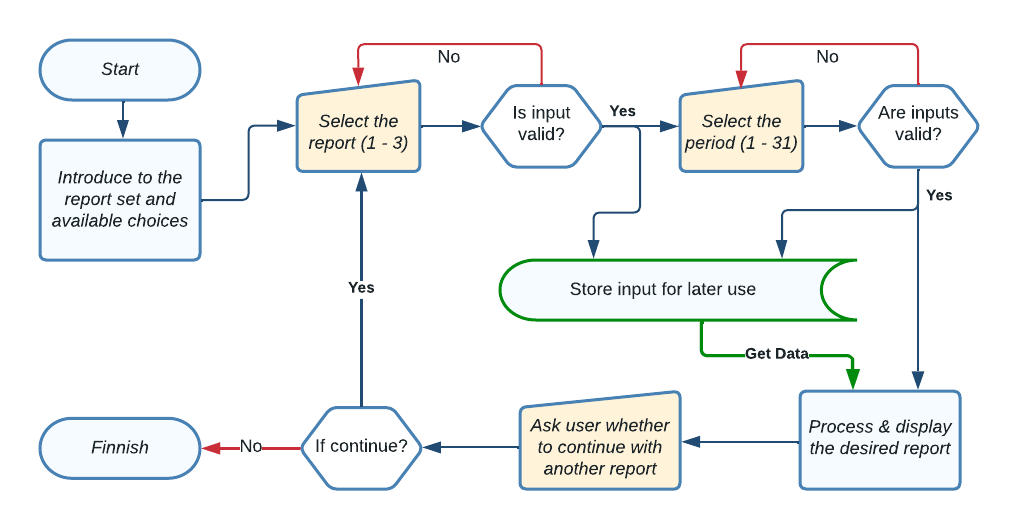 Start
Introduce to the
report set and
available choices
Select the
report (1 - 3)
No
Is input
valid?
Yes
Select the
period (1 - 31)
No
Are inputs
valid?
Yes
Store input for later use
Get Data
Process & display
the desired report
Ask user whether
to continue with
another report
If continue?
Yes
No
Finnish